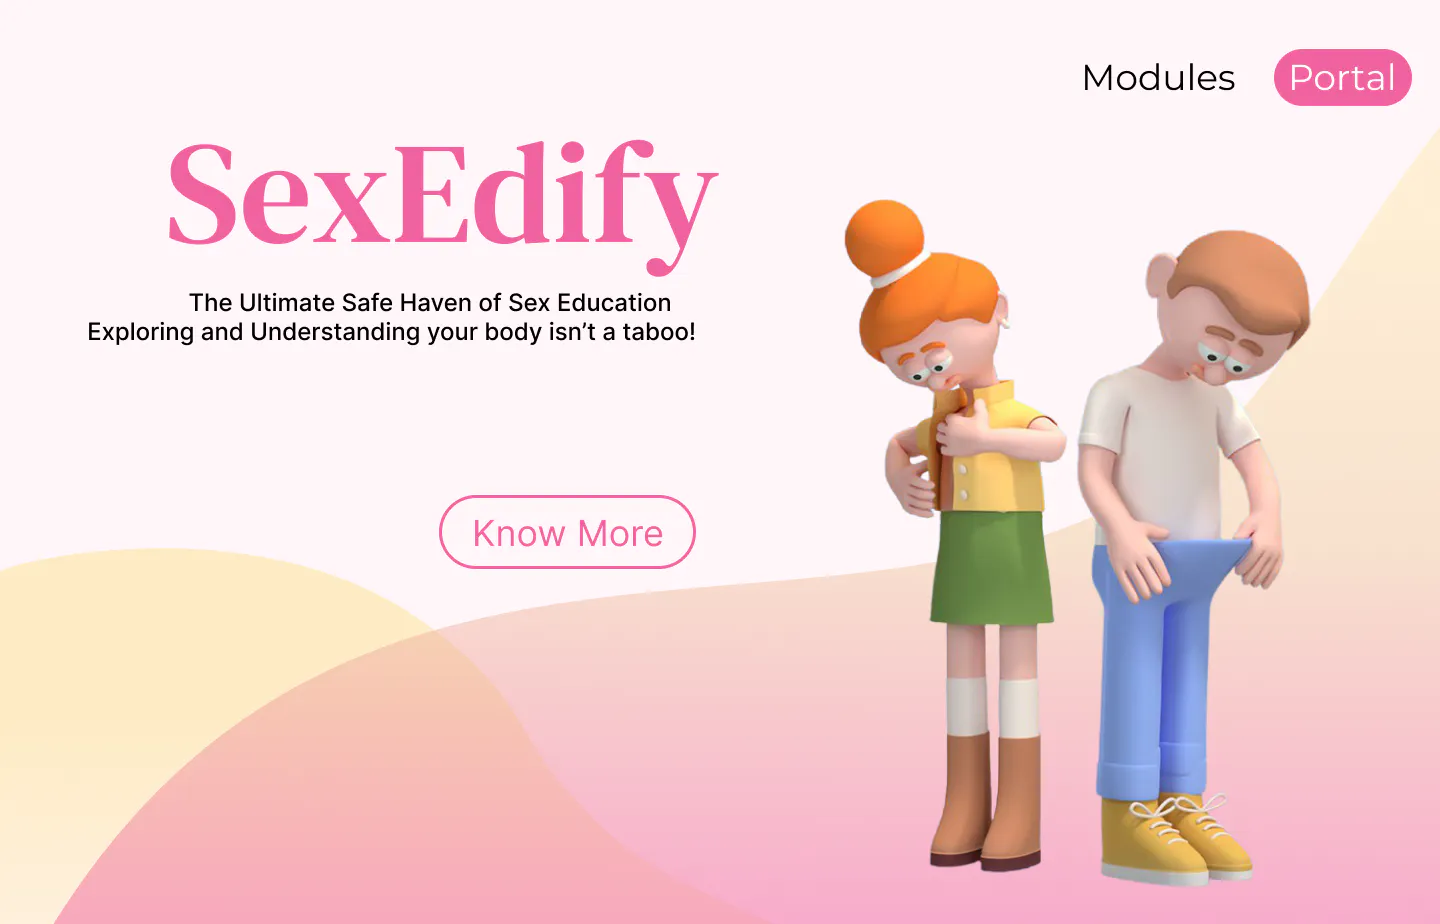 Modules
Portal
SexEdify
The Ultimate Safe Haven of Sex Education
Exploring and Understanding your body isn’t a taboo!
Know More